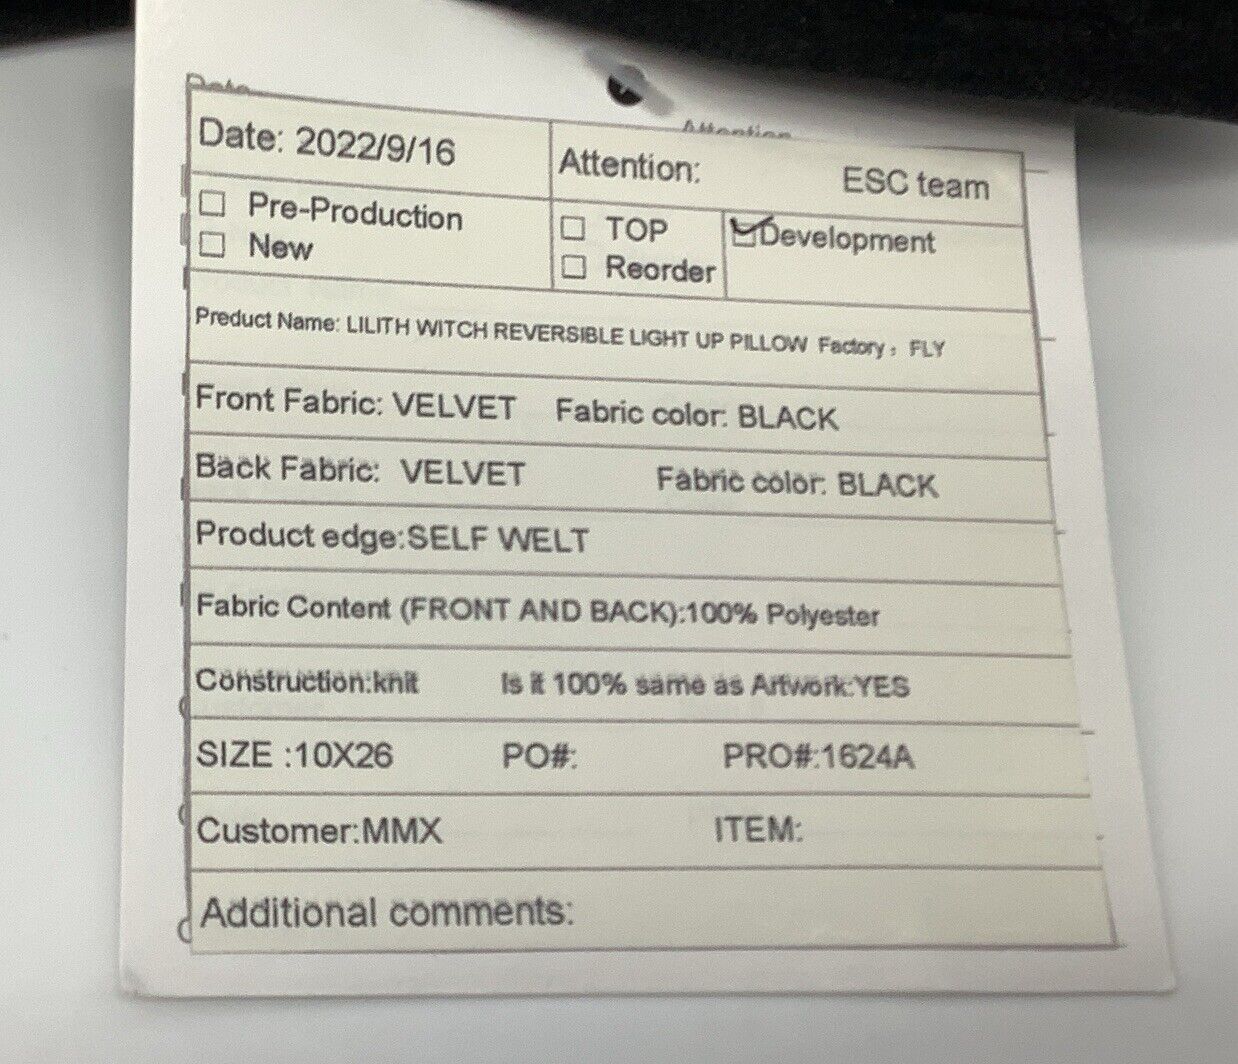 Date
Attention
Date: 2022/9/16 Attention: ESC team
☐ Pre-Production ☐ TOP ☑ Development
☐ New ☐ Reorder
Preduct Name: LILITH WITCH REVERSIBLE LIGHT UP PILLOW Factory: FLY
Front Fabric: VELVET Fabric color: BLACK
Back Fabric: VELVET Fabric color: BLACK
Product edge:SELF WELT
Fabric Content (FRONT AND BACK):100% Polyester
Construction:knit Is it 100% same as Artwork:YES
SIZE :10X26 PO#: PRO#:1624A
Customer:MMX ITEM:
Additional comments: